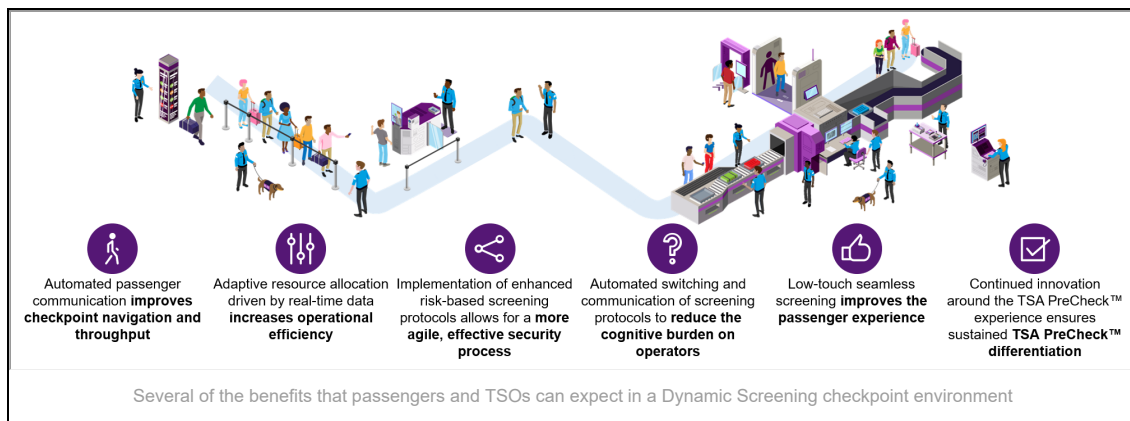 Automated passenger
communication improves
checkpoint navigation and
throughput
Adaptive resource allocation
driven by real-time data
increases operational
efficiency
Implementation of enhanced
risk-based screening
protocols allows for a more
agile, effective security
process
Automated switching and
communication of screening
protocols to reduce the
cognitive burden on
operators
Low-touch seamless
screening improves the
passenger experience
Continued innovation
around the TSA PreCheck™
experience ensures
sustained TSA PreCheck™
differentiation
Several of the benefits that passengers and TSOs can expect in a Dynamic Screening checkpoint environment